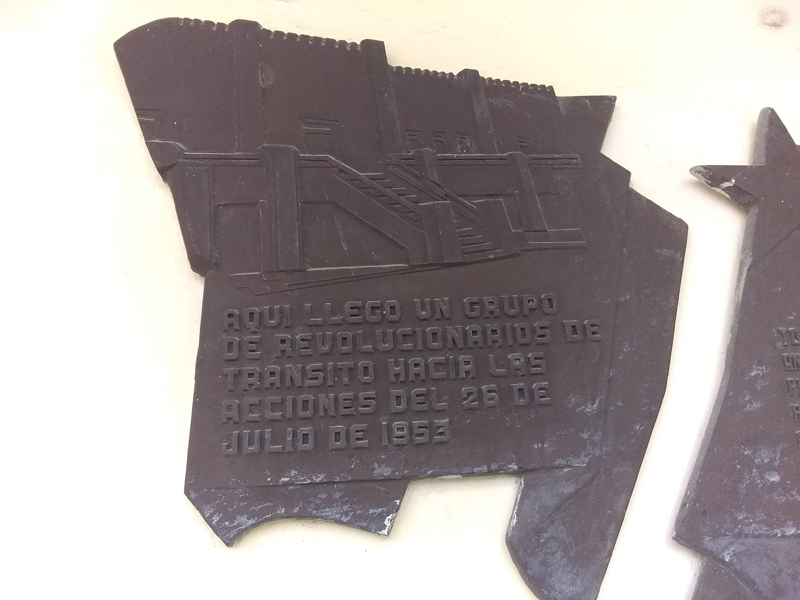 AQUI LLEGO UN GRUPO
DE REVOLUCIONARIOS DE
TRANSITO HACIA LAS
ACCIONES DEL 26 DE
JULIO DE 1953